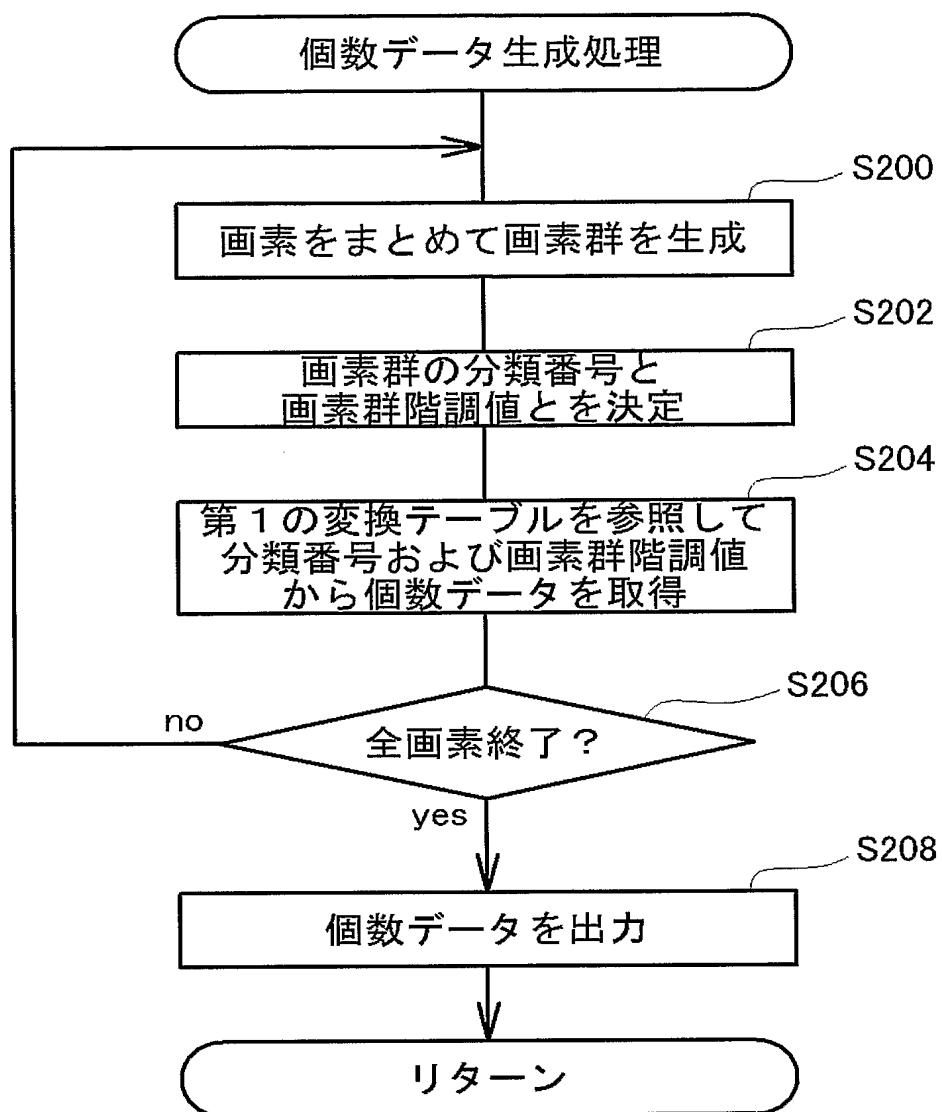 個数データ生成処理
S200
画素をまとめて画素群を生成
S202
画素群の分類番号と
画素群階調値とを決定
S204
第１の変換テーブルを参照して
分類番号および画素群階調値
から個数データを取得
S206
no
全画素終了？
yes
S208
個数データを出力
リターン